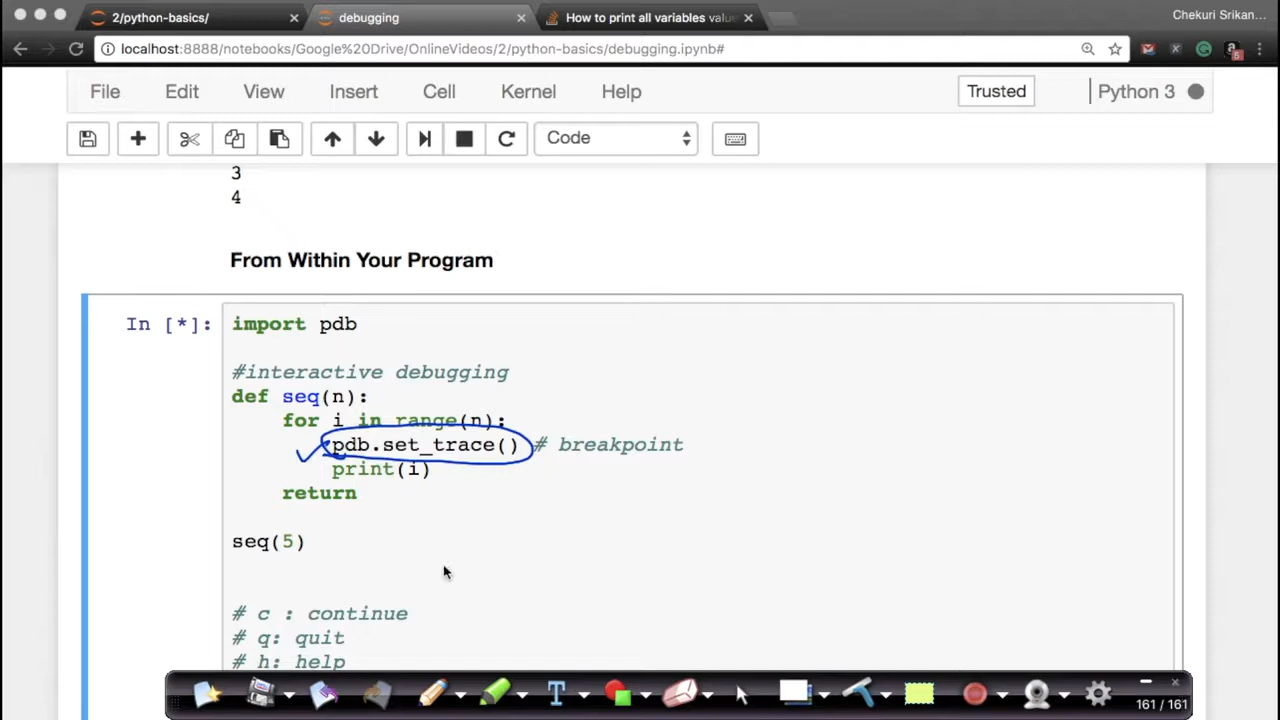 2/python-basics/
debugging
How to print all variables value
Chekuri Srikan...
localhost:8888/notebooks/Google%20Drive/OnlineVideos/2/python-basics/debugging.ipynb#
5
File Edit View Insert Cell Kernel Help Trusted Python 3
Code
3
4
From Within Your Program
In [*]: import pdb
#interactive debugging
def seq(n):
for i in range(n):
pdb.set_trace() # breakpoint
print(i)
return
seq(5)
# c : continue
# q: quit
# h: help
T
161 / 161